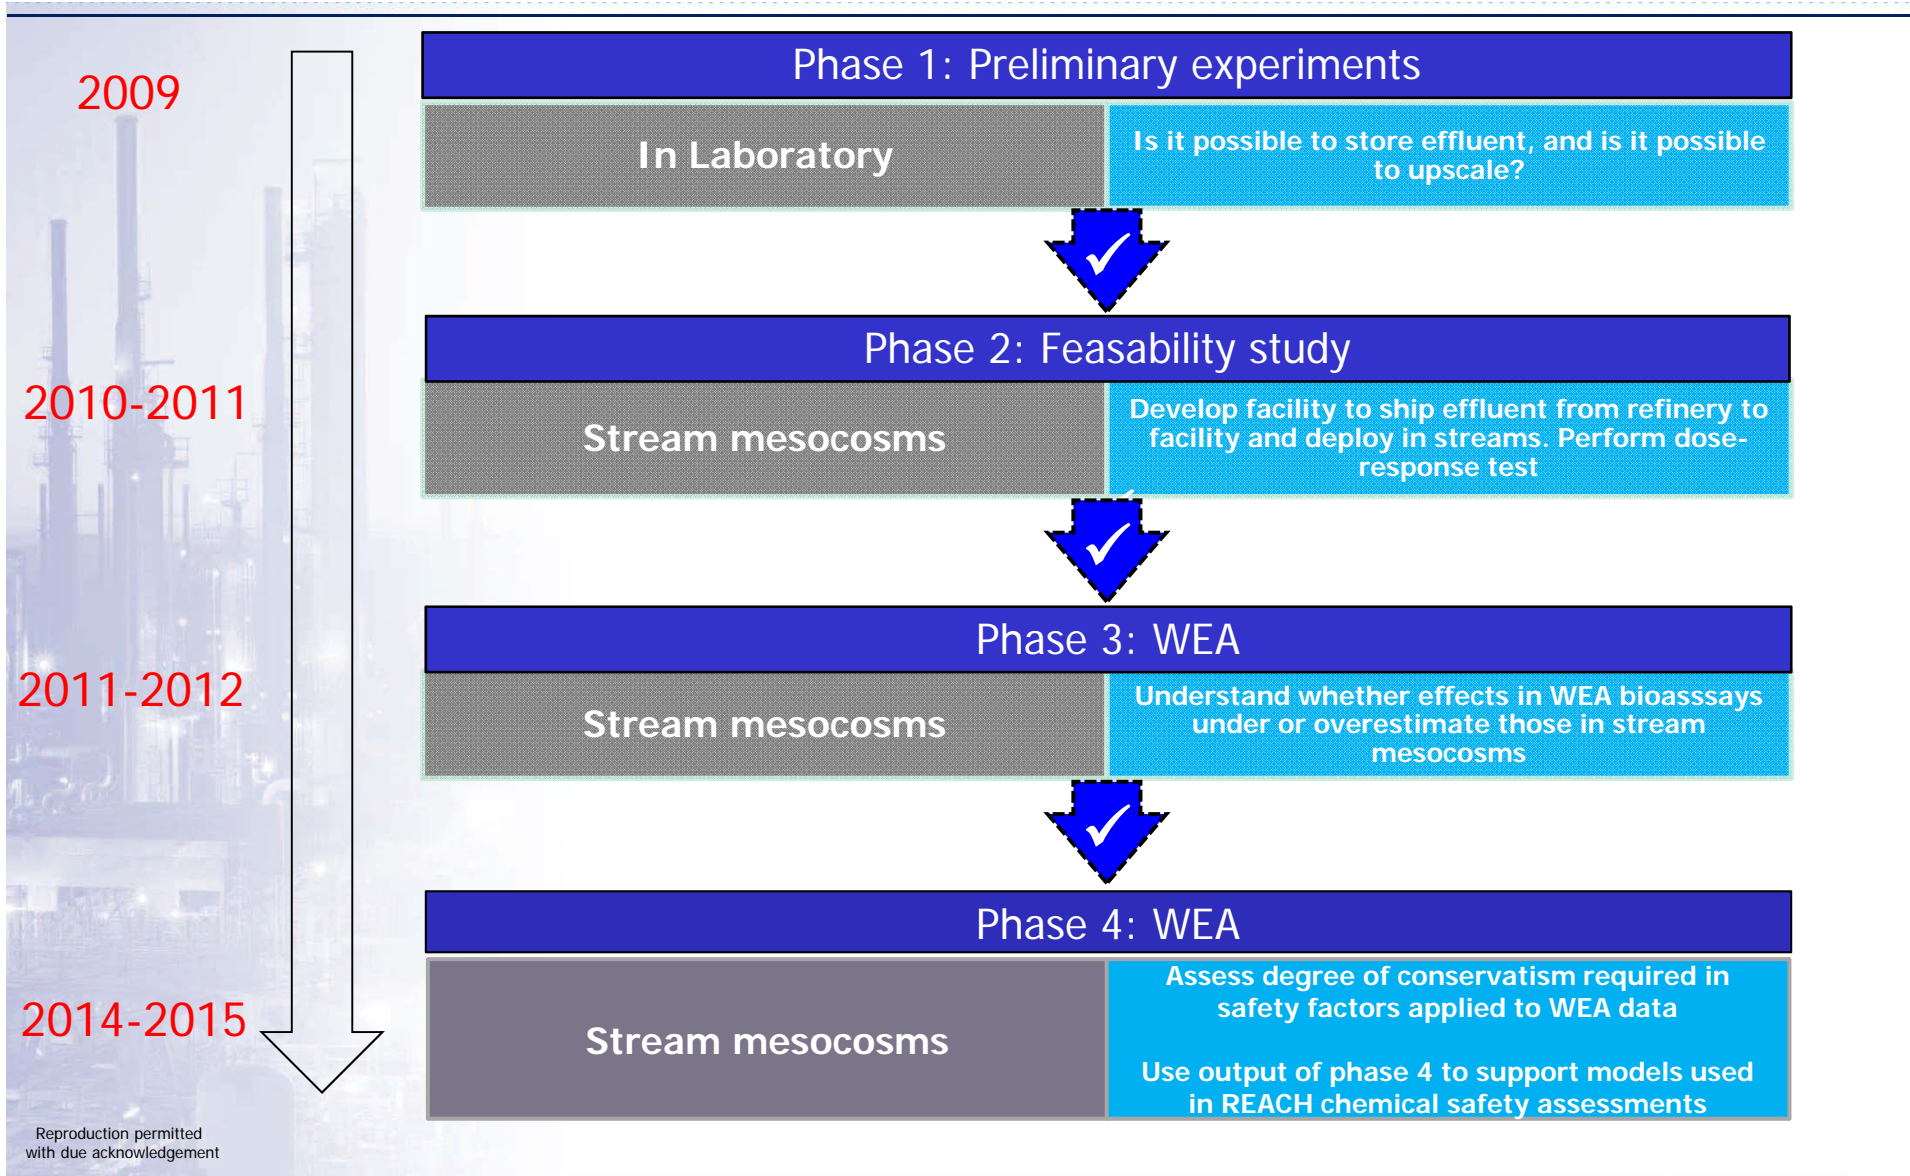 2009
Phase 1: Preliminary experiments
In Laboratory
Is it possible to store effluent, and is it possible
to upscale?
2010-2011
Phase 2: Feasability study
Stream mesocosms
Develop facility to ship effluent from refinery to
facility and deploy in streams. Perform dose-
response test
2011-2012
Phase 3: WEA
Stream mesocosms
Understand whether effects in WEA bioasssays
under or overestimate those in stream
mesocosms
2014-2015
Phase 4: WEA
Stream mesocosms
Assess degree of conservatism required in
safety factors applied to WEA data
Use output of phase 4 to support models used
in REACH chemical safety assessments
Reproduction permitted
with due acknowledgement